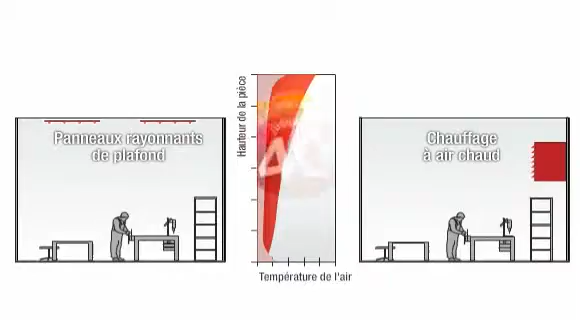 Panneaux rayonnants
de plafond
Hauteur de la pièce
Température de l'air
Chauffage
à air chaud